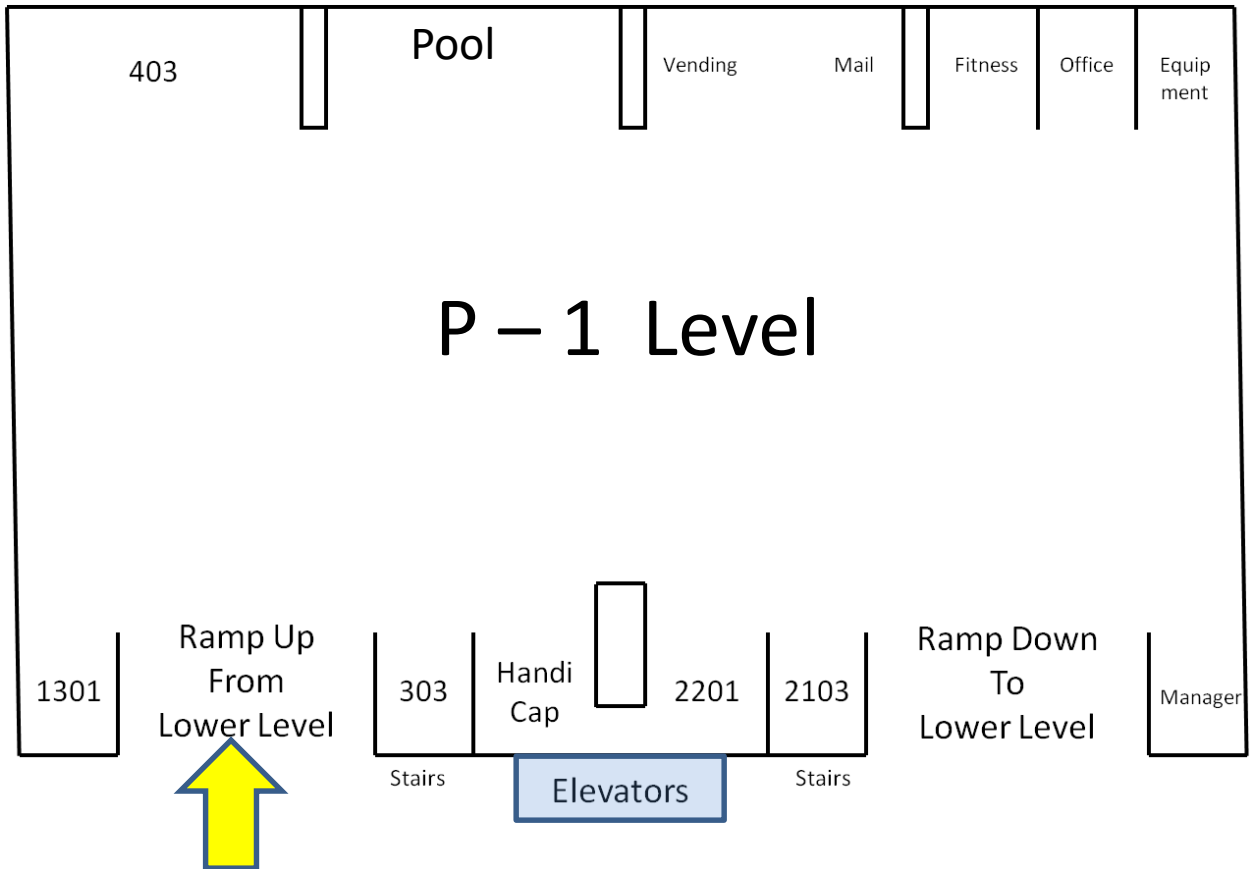 403
Pool
Vending
Mail
Fitness
Office
Equip
ment
P – 1 Level
1301
Ramp Up
From
Lower Level
303
Handi
Cap
2201
2103
Ramp Down
To
Lower Level
Manager
Stairs
Elevators
Stairs